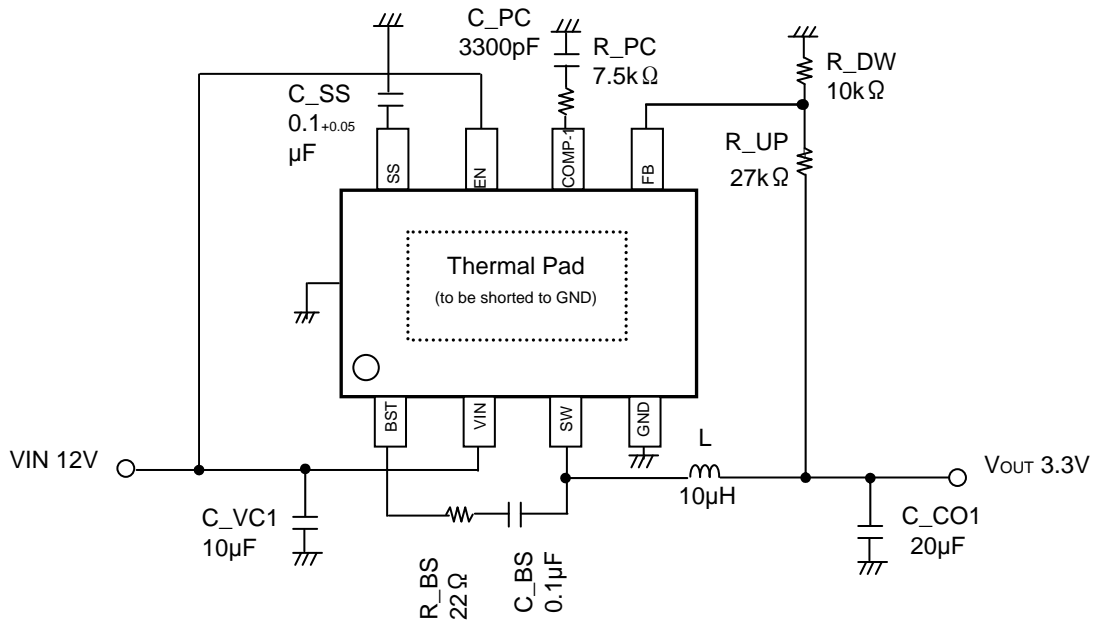 C_PC
3300pF
R_PC
7.5kΩ
R_DW
10kΩ
C_SS
0.1+0.05
µF
R_UP
27kΩ
SS
EN
COMP-1
FB
Thermal Pad
(to be shorted to GND)
BST
VIN
SW
GND
L
10µH
VIN 12V
VOUT 3.3V
C_VC1
10µF
C_CO1
20µF
R_BS
22Ω
C_BS
0.1µF